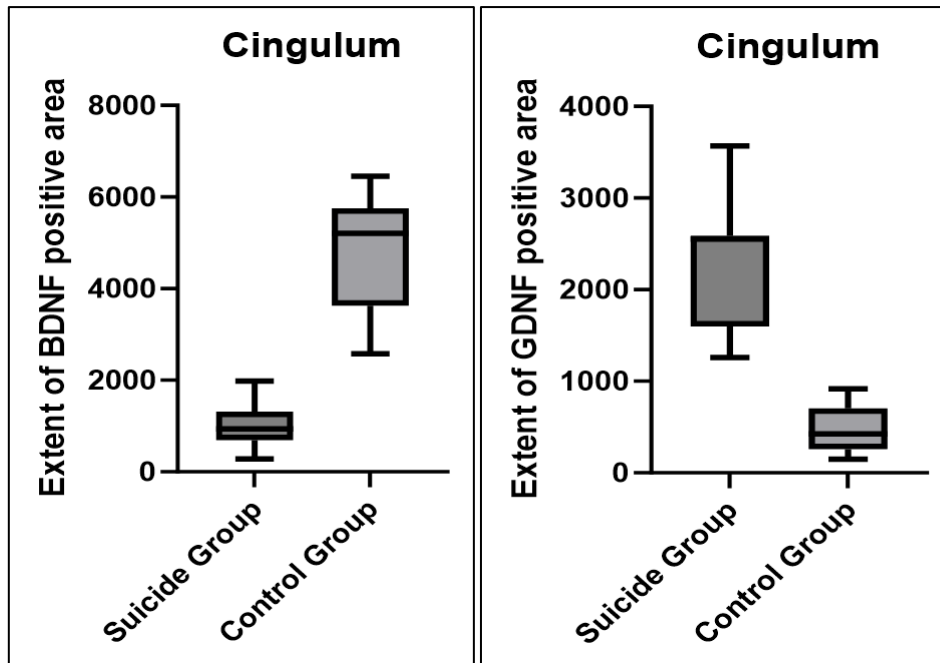 Cingulum
Extent of BDNF positive area
8000
6000
4000
2000
0
Suicide Group
Control Group
Cingulum
Extent of GDNF positive area
4000
3000
2000
1000
0
Suicide Group
Control Group